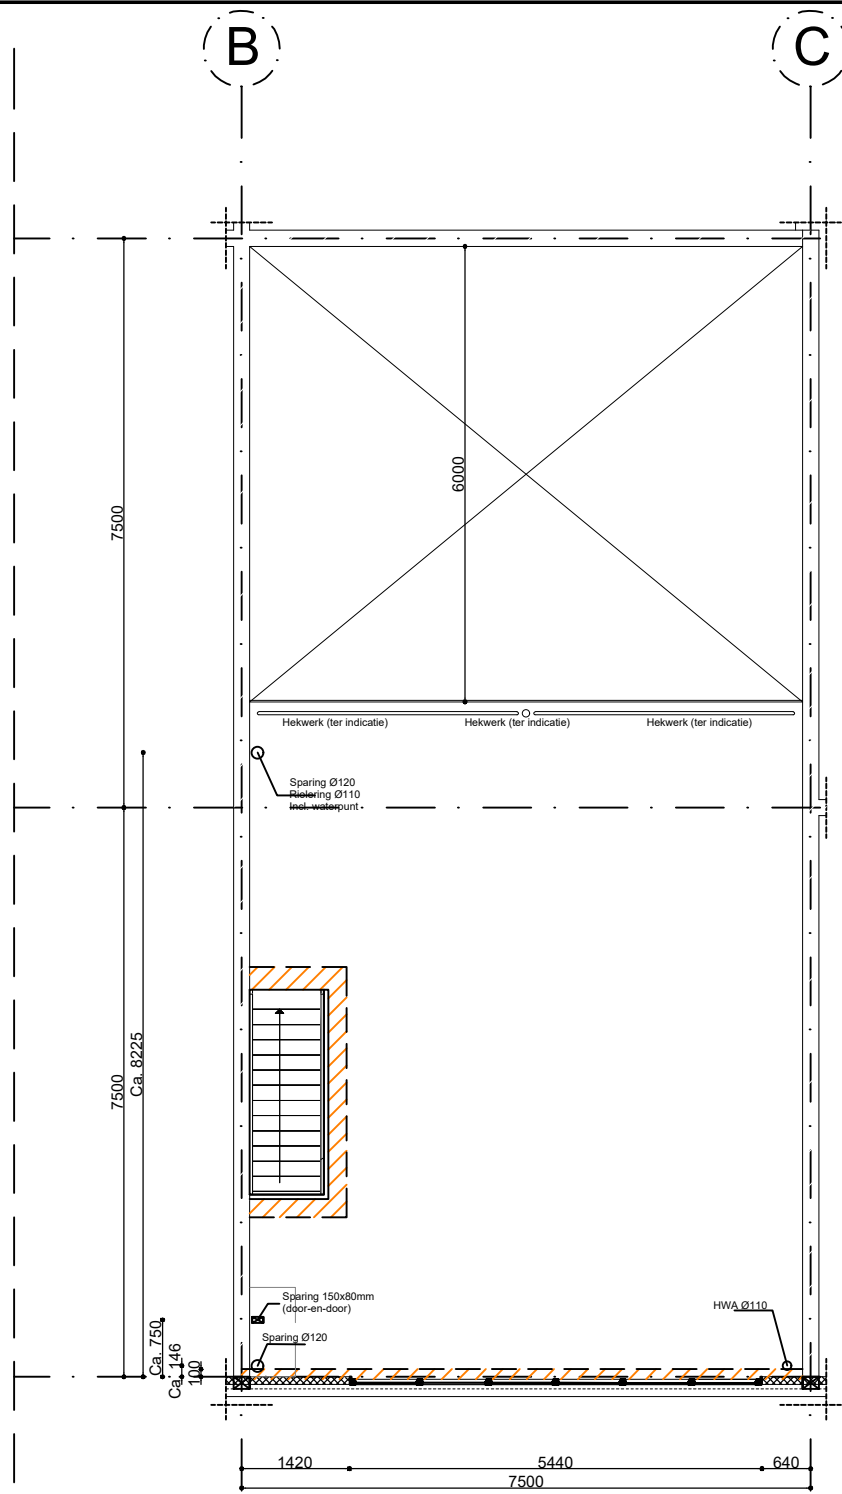 B
C
7500
6000
Hekwerk (ter indicatie)
Hekwerk (ter indicatie)
Hekwerk (ter indicatie)
Sparing Ø120
Riolering Ø110
Incl. waterpunt
7500
Ca. 8225
Sparing 150x80mm
(door-en-door)
HWA Ø110
Sparing Ø120
Ca. 750
Ca. 146
100
1420
5440
640
7500